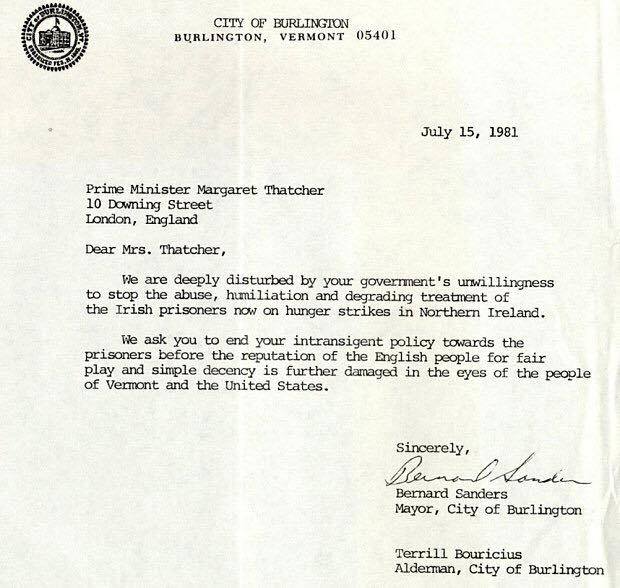 CITY OF BURLINGTON
BURLINGTON, VERMONT 05401
July 15, 1981
Prime Minister Margaret Thatcher
10 Downing Street
London, England
Dear Mrs. Thatcher,
We are deeply disturbed by your government's unwillingness
to stop the abuse, humiliation and degrading treatment of
the Irish prisoners now on hunger strikes in Northern Ireland.
We ask you to end your intransigent policy towards the
prisoners before the reputation of the English people for fair
play and simple decency is further damaged in the eyes of the people
of Vermont and the United States.
Sincerely,
Bernard Sanders
Bernard Sanders
Mayor, City of Burlington
Terrill Bouricius
Alderman, City of Burlington